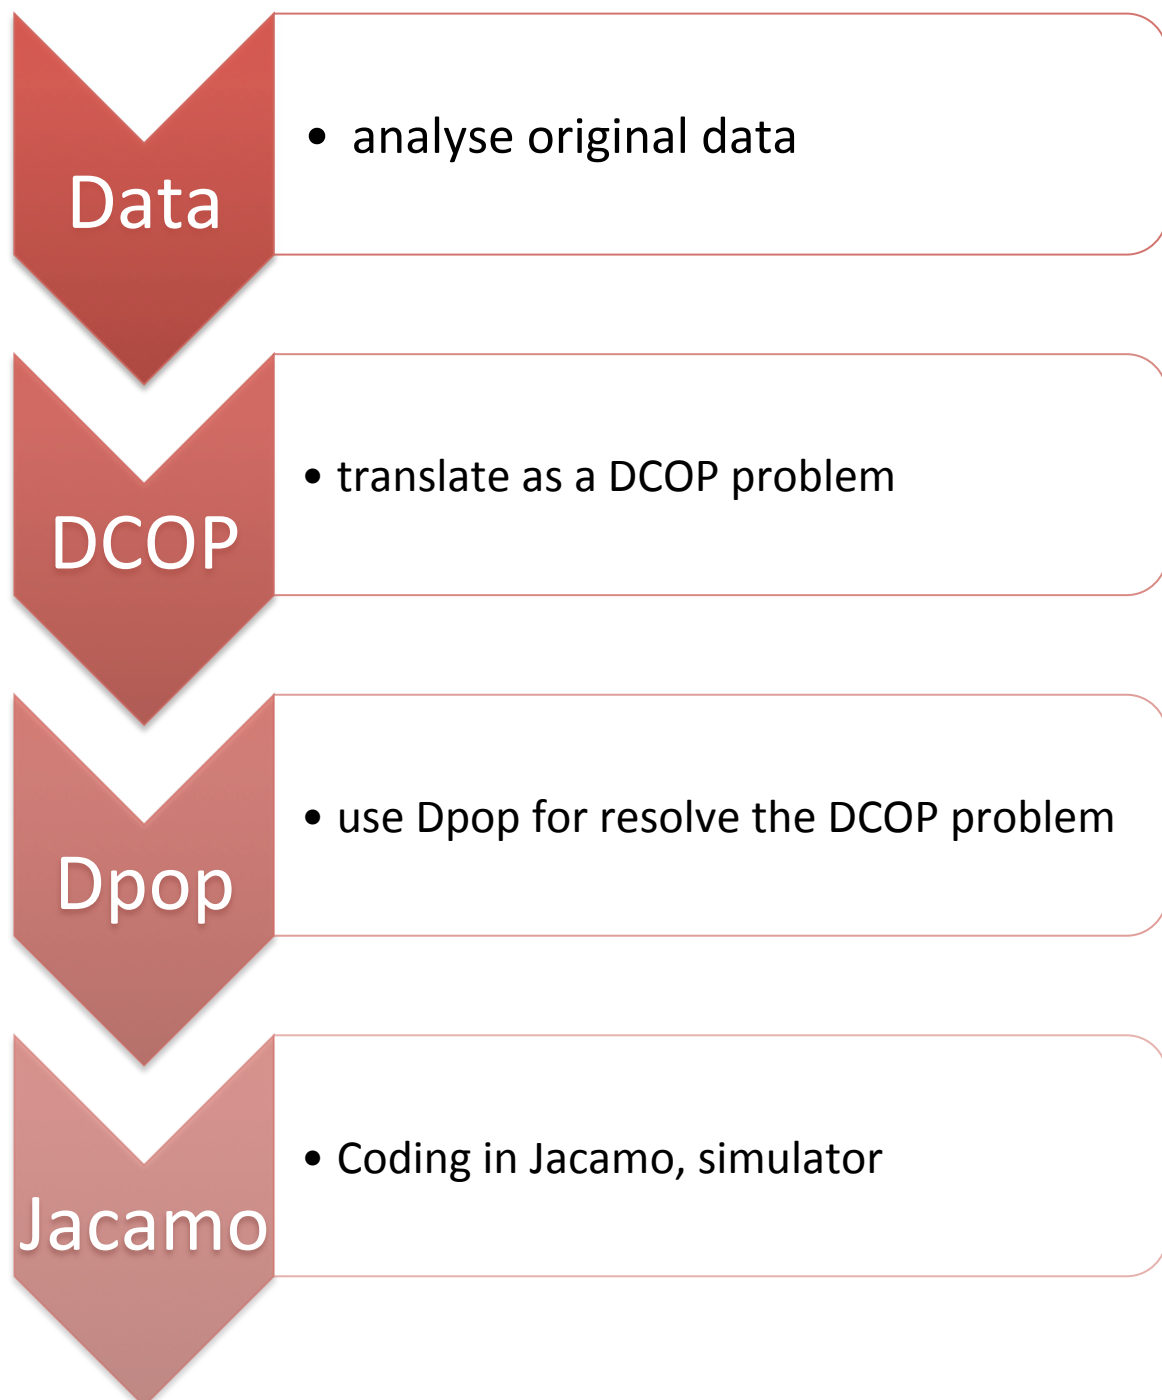 Data
• analyse original data
DCOP
• translate as a DCOP problem
Dpop
• use Dpop for resolve the DCOP problem
Jacamo
• Coding in Jacamo, simulator